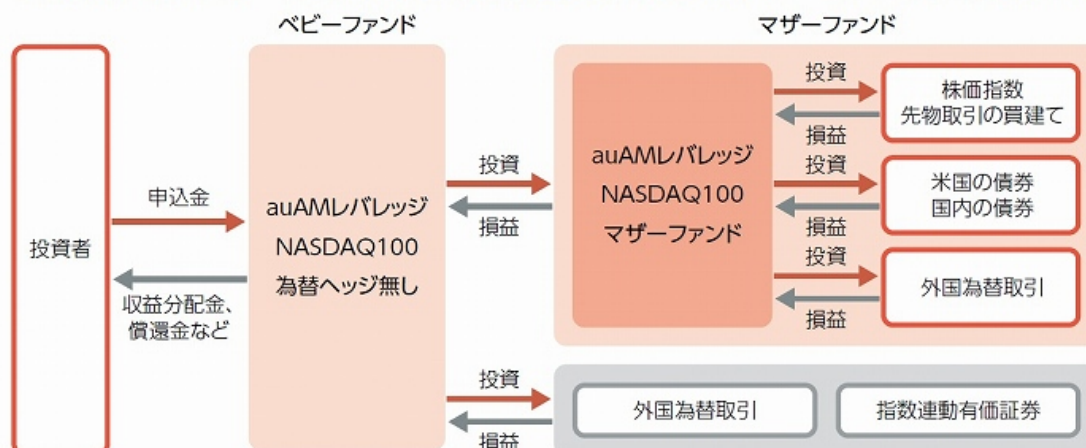 ベビーファンド
マザーファンド
投資者
申込金
収益分配金、
償還金など
auAMレバレッジ
NASDAQ100
為替ヘッジ無し
投資
損益
auAMレバレッジ
NASDAQ100
マザーファンド
投資
損益
株価指数
先物取引の買建て
投資
損益
米国の債券
国内の債券
投資
損益
外国為替取引
投資
損益
外国為替取引
指数連動有価証券